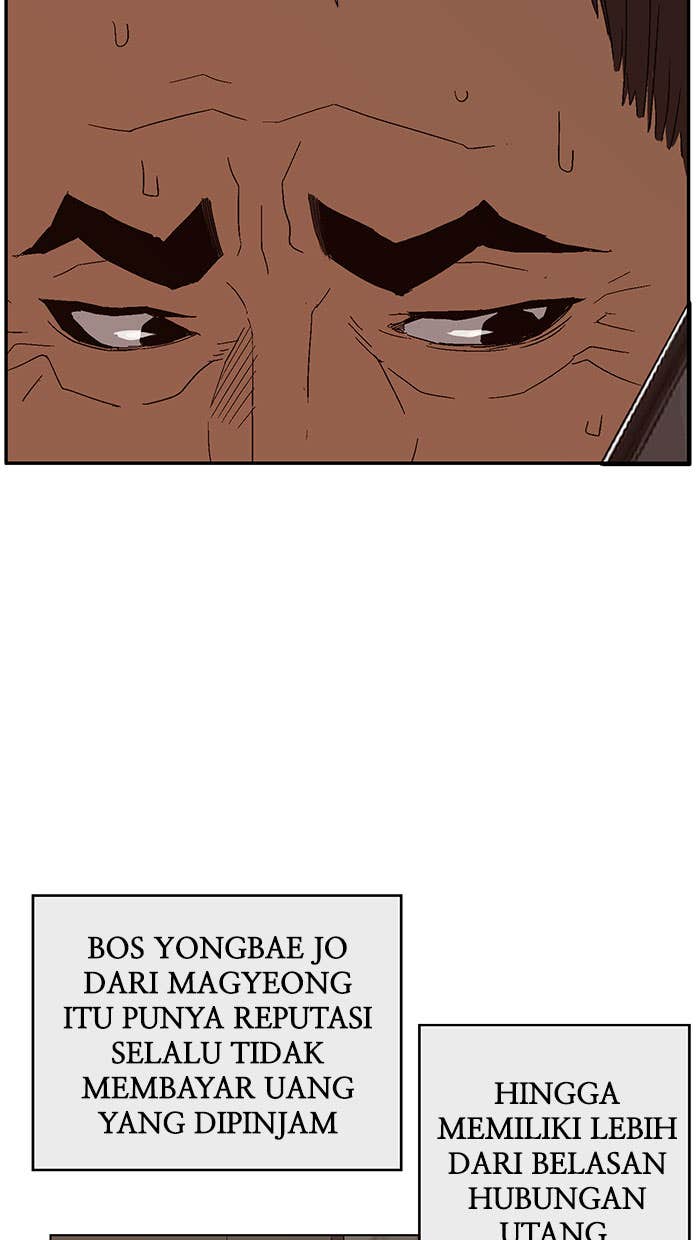 BOS YONGBAE JO
DARI MAGYEONG
ITU PUNYA REPUTASI
SELALU TIDAK
MEMBAYAR UANG
YANG DIPINJAM
HINGGA
MEMILIKI LEBIH
DARI BELASAN
HUBUNGAN
UTANG